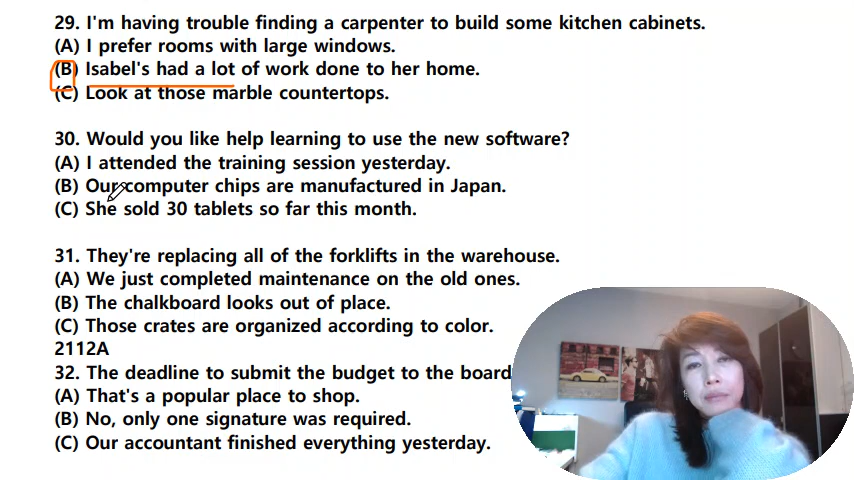 29. I'm having trouble finding a carpenter to build some kitchen cabinets.
(A) I prefer rooms with large windows.
(B) Isabel's had a lot of work done to her home.
(C) Look at those marble countertops.
30. Would you like help learning to use the new software?
(A) I attended the training session yesterday.
(B) Our computer chips are manufactured in Japan.
(C) She sold 30 tablets so far this month.
31. They're replacing all of the forklifts in the warehouse.
(A) We just completed maintenance on the old ones.
(B) The chalkboard looks out of place.
(C) Those crates are organized according to color.
2112A
32. The deadline to submit the budget to the board
(A) That's a popular place to shop.
(B) No, only one signature was required.
(C) Our accountant finished everything yesterday.